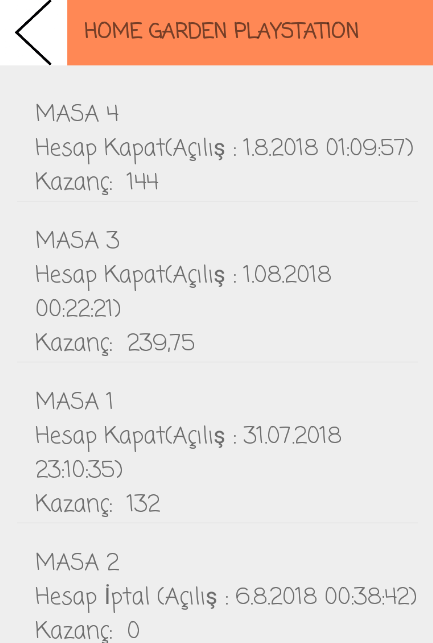 HOME GARDEN PLAYSTATION
MASA 4
Hesap Kapat(Açılış : 1.8.2018 01:09:57)
Kazanç: 144
MASA 3
Hesap Kapat(Açılış : 1.08.2018
00:22:21)
Kazanç: 239,75
MASA 1
Hesap Kapat(Açılış : 31.07.2018
23:10:35)
Kazanç: 132
MASA 2
Hesap İptal (Açılış : 6.8.2018 00:38:42)
Kazanç: 0